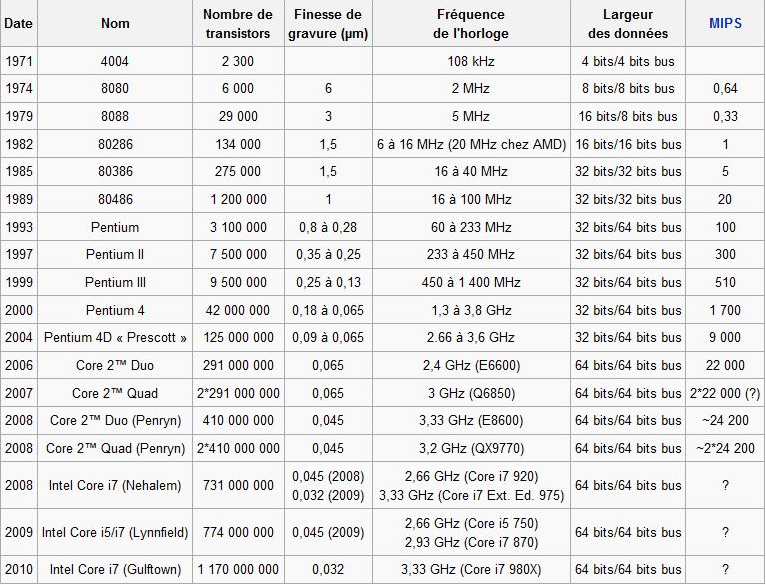 Date Nom Nombre de transistors Finesse de gravure (µm) Fréquence de l'horloge Largeur des données MIPS
1971 4004 2 300 108 kHz 4 bits/4 bits bus
1974 8080 6 000 6 2 MHz 8 bits/8 bits bus 0,64
1979 8088 29 000 3 5 MHz 16 bits/8 bits bus 0,33
1982 80286 134 000 1,5 6 à 16 MHz (20 MHz chez AMD) 16 bits/16 bits bus 1
1985 80386 275 000 1,5 16 à 40 MHz 32 bits/32 bits bus 5
1989 80486 1 200 000 1 16 à 100 MHz 32 bits/32 bits bus 20
1993 Pentium 3 100 000 0,8 à 0,28 60 à 233 MHz 32 bits/64 bits bus 100
1997 Pentium II 7 500 000 0,35 à 0,25 233 à 450 MHz 32 bits/64 bits bus 300
1999 Pentium III 9 500 000 0,25 à 0,13 450 à 1 400 MHz 32 bits/64 bits bus 510
2000 Pentium 4 42 000 000 0,18 à 0,065 1,3 à 3,8 GHz 32 bits/64 bits bus 1 700
2004 Pentium 4D « Prescott » 125 000 000 0,09 à 0,065 2.66 à 3,6 GHz 32 bits/64 bits bus 9 000
2006 Core 2™ Duo 291 000 000 0,065 2,4 GHz (E6600) 64 bits/64 bits bus 22 000
2007 Core 2™ Quad 2*291 000 000 0,065 3 GHz (Q6850) 64 bits/64 bits bus 2*22 000 (?)
2008 Core 2™ Duo (Penryn) 410 000 000 0,045 3,33 GHz (E8600) 64 bits/64 bits bus ~24 200
2008 Core 2™ Quad (Penryn) 2*410 000 000 0,045 3,2 GHz (QX9770) 64 bits/64 bits bus ~2*24 200
2008 Intel Core i7 (Nehalem) 731 000 000 0,045 (2008) 0,032 (2009) 2,66 GHz (Core i7 920) 3,33 GHz (Core i7 Ext. Ed. 975) 64 bits/64 bits bus ?
2009 Intel Core i5/i7 (Lynnfield) 774 000 000 0,045 (2009) 2,66 GHz (Core i5 750) 2,93 GHz (Core i7 870) 64 bits/64 bits bus ?
2010 Intel Core i7 (Gulftown) 1 170 000 000 0,032 3,33 GHz (Core i7 980X) 64 bits/64 bits bus ?